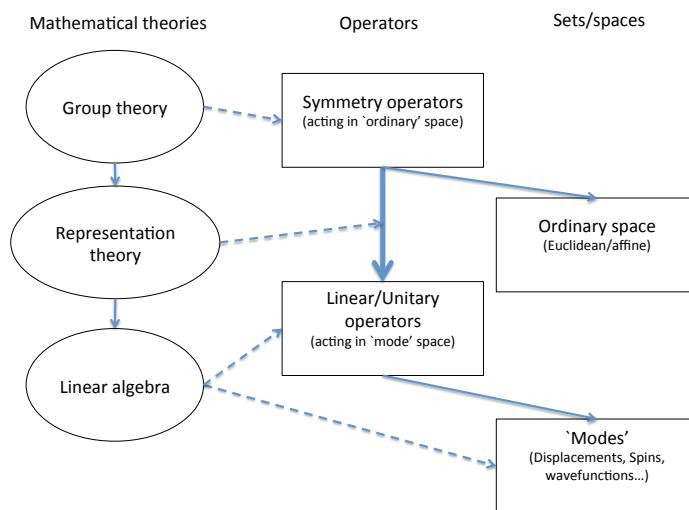 Mathematical theories
Operators
Sets/spaces
Group theory
Symmetry operators
(acting in `ordinary' space)
Representation
theory
Ordinary space
(Euclidean/affine)
Linear/Unitary
operators
(acting in `mode' space)
Linear algebra
`Modes'
(Displacements, Spins,
wavefunctions…)